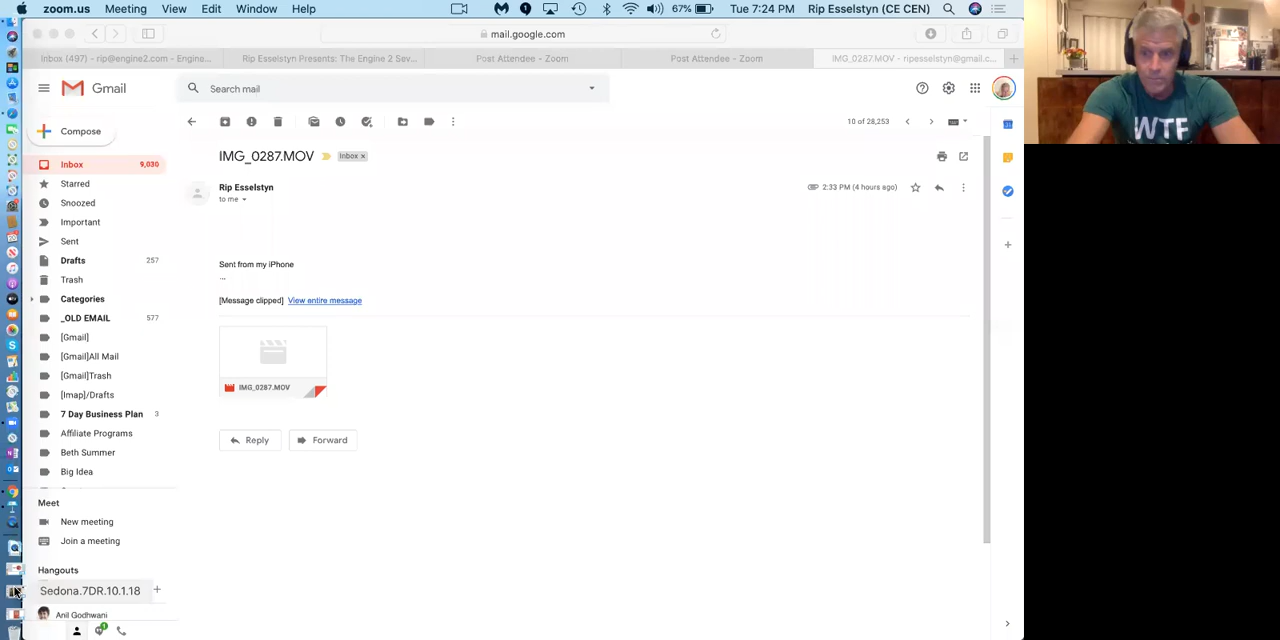 zoom.us Meeting View Edit Window Help 67% Tue 7:24 PM Rip Esselstyn (CE CEN)
mail.google.com
Inbox (497) - rip@engine2.com - Engine... Rip Esselstyn Presents: The Engine 2 Sev... Post Attendee - Zoom Post Attendee - Zoom IMG_0287.MOV - ripesselstyn@gmail.c...
Gmail Search mail
Compose
10 of 28,253
Inbox 9,030
Starred
Snoozed
Important
Sent
Drafts 257
Trash
Categories
_OLD EMAIL 577
[Gmail]
[Gmail]All Mail
[Gmail]Trash
[Imap]/Drafts
7 Day Business Plan 3
Affiliate Programs
Beth Summer
Big Idea
Meet
New meeting
Join a meeting
Hangouts
Sedona.7DR.10.1.18
Anil Godhwani
IMG_0287.MOV Inbox x
Rip Esselstyn 2:33 PM (4 hours ago)
to me
Sent from my iPhone
...
[Message clipped] View entire message
IMG_0287.MOV
Reply Forward
WTF